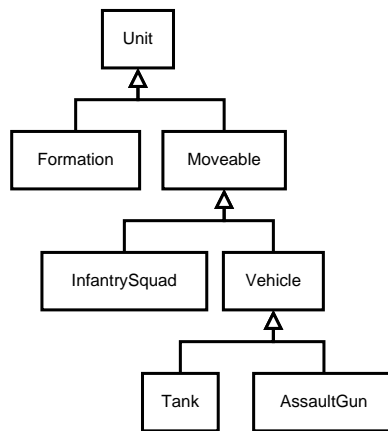 Unit
Formation
Moveable
InfantrySquad
Vehicle
Tank
AssaultGun